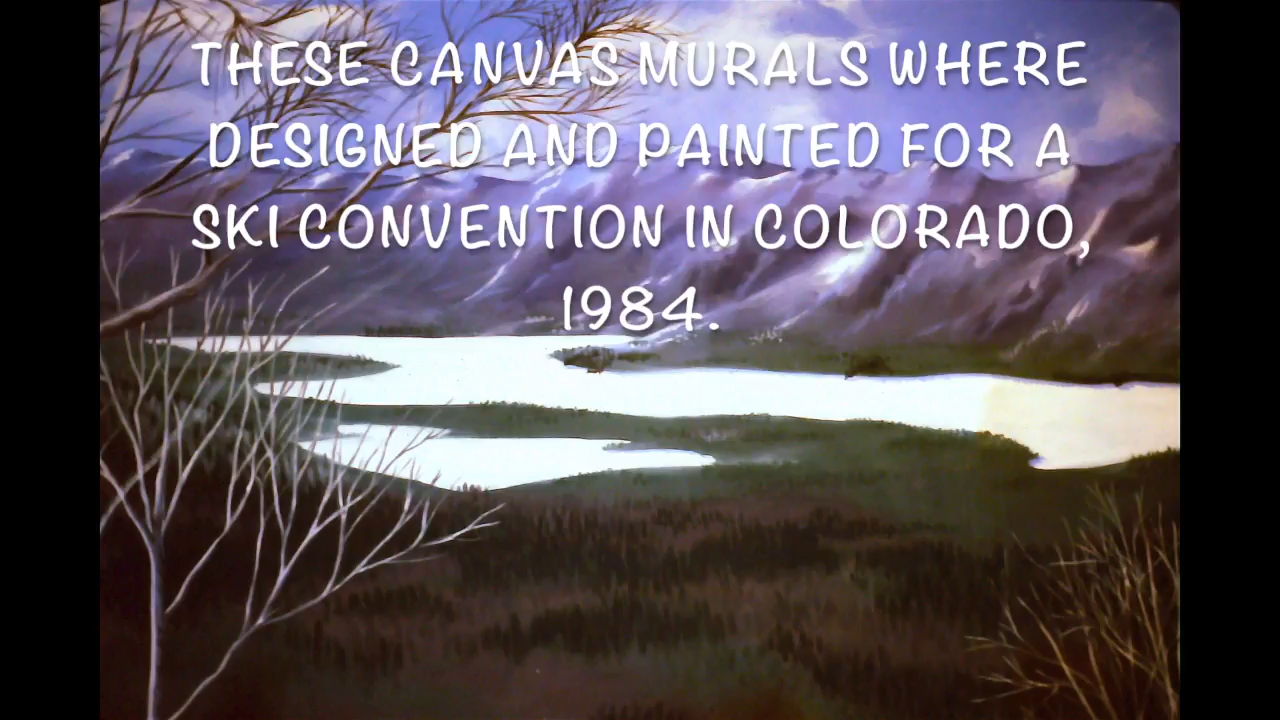 THESE CANVAS MURALS WHERE
DESIGNED AND PAINTED FOR A
SKI CONVENTION IN COLORADO,
1984.